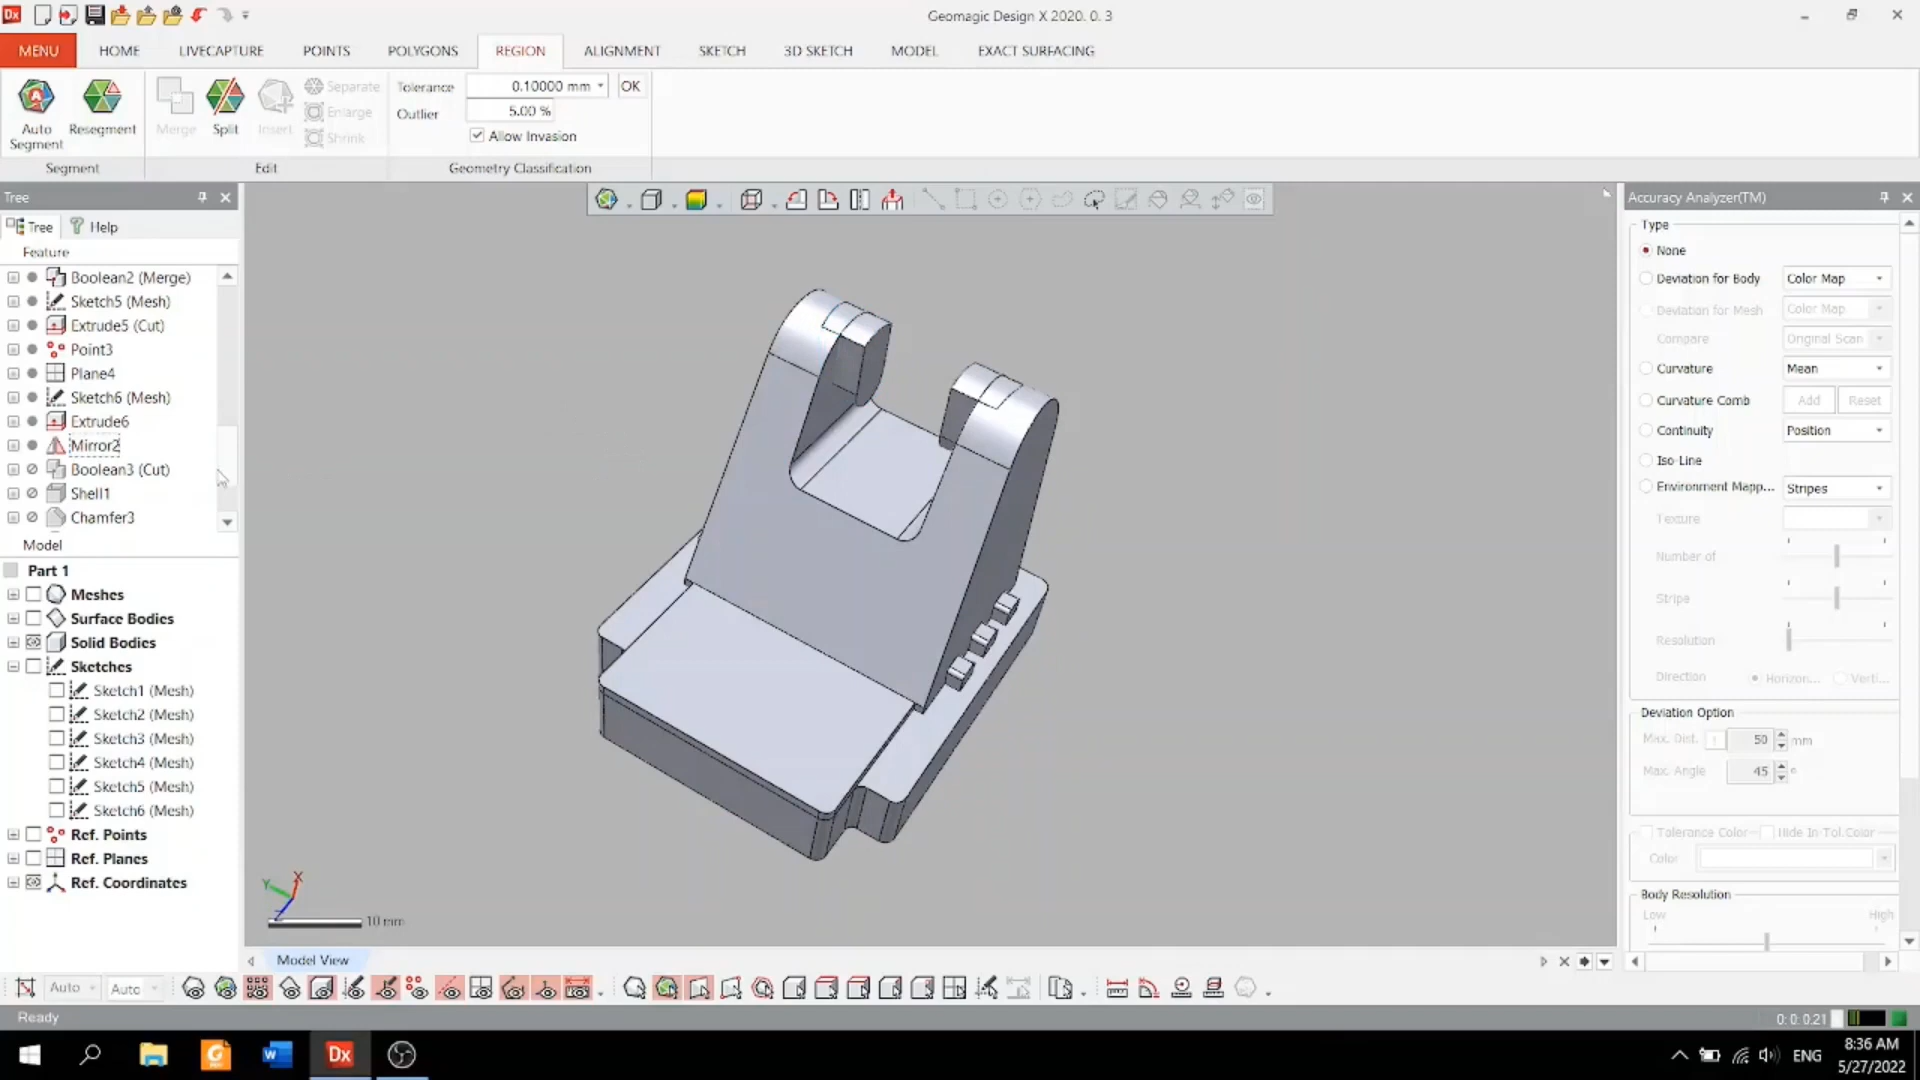 Geomagic Design X 2020. 0. 3
MENU HOME LIVECAPTURE POINTS POLYGONS REGION ALIGNMENT SKETCH 3D SKETCH MODEL EXACT SURFACING
Auto Segment
Resegment
Merge
Split
Insert
Separate
Enlarge
Shrink
Tolerance 0.10000 mm OK
Outlier 5.00 %
Allow Invasion
Segment Edit Geometry Classification
Tree
Tree Help
Feature
Boolean2 (Merge)
Sketch5 (Mesh)
Extrude5 (Cut)
Point3
Plane4
Sketch6 (Mesh)
Extrude6
Mirror2
Boolean3 (Cut)
Shell1
Chamfer3
Model
Part 1
Meshes
Surface Bodies
Solid Bodies
Sketches
Sketch1 (Mesh)
Sketch2 (Mesh)
Sketch3 (Mesh)
Sketch4 (Mesh)
Sketch5 (Mesh)
Sketch6 (Mesh)
Ref. Points
Ref. Planes
Ref. Coordinates
X
Y
10 mm
Model View
Accuracy Analyzer(TM)
Type
None
Deviation for Body Color Map
Deviation for Mesh Color Map
Compare Original Scan
Curvature Mean
Curvature Comb Add Reset
Continuity Position
Iso-Line
Environment Mapp... Stripes
Texture
Number of
Stripe
Resolution
Direction Horizon... Verti...
Deviation Option
Max. Dist. 50 mm
Max. Angle 45 °
Tolerance Color Hide In-Tol.Color
Color
Body Resolution
Low High
Auto Auto
Ready
0: 0: 0.21
Dx
ENG
8:36 AM
5/27/2022